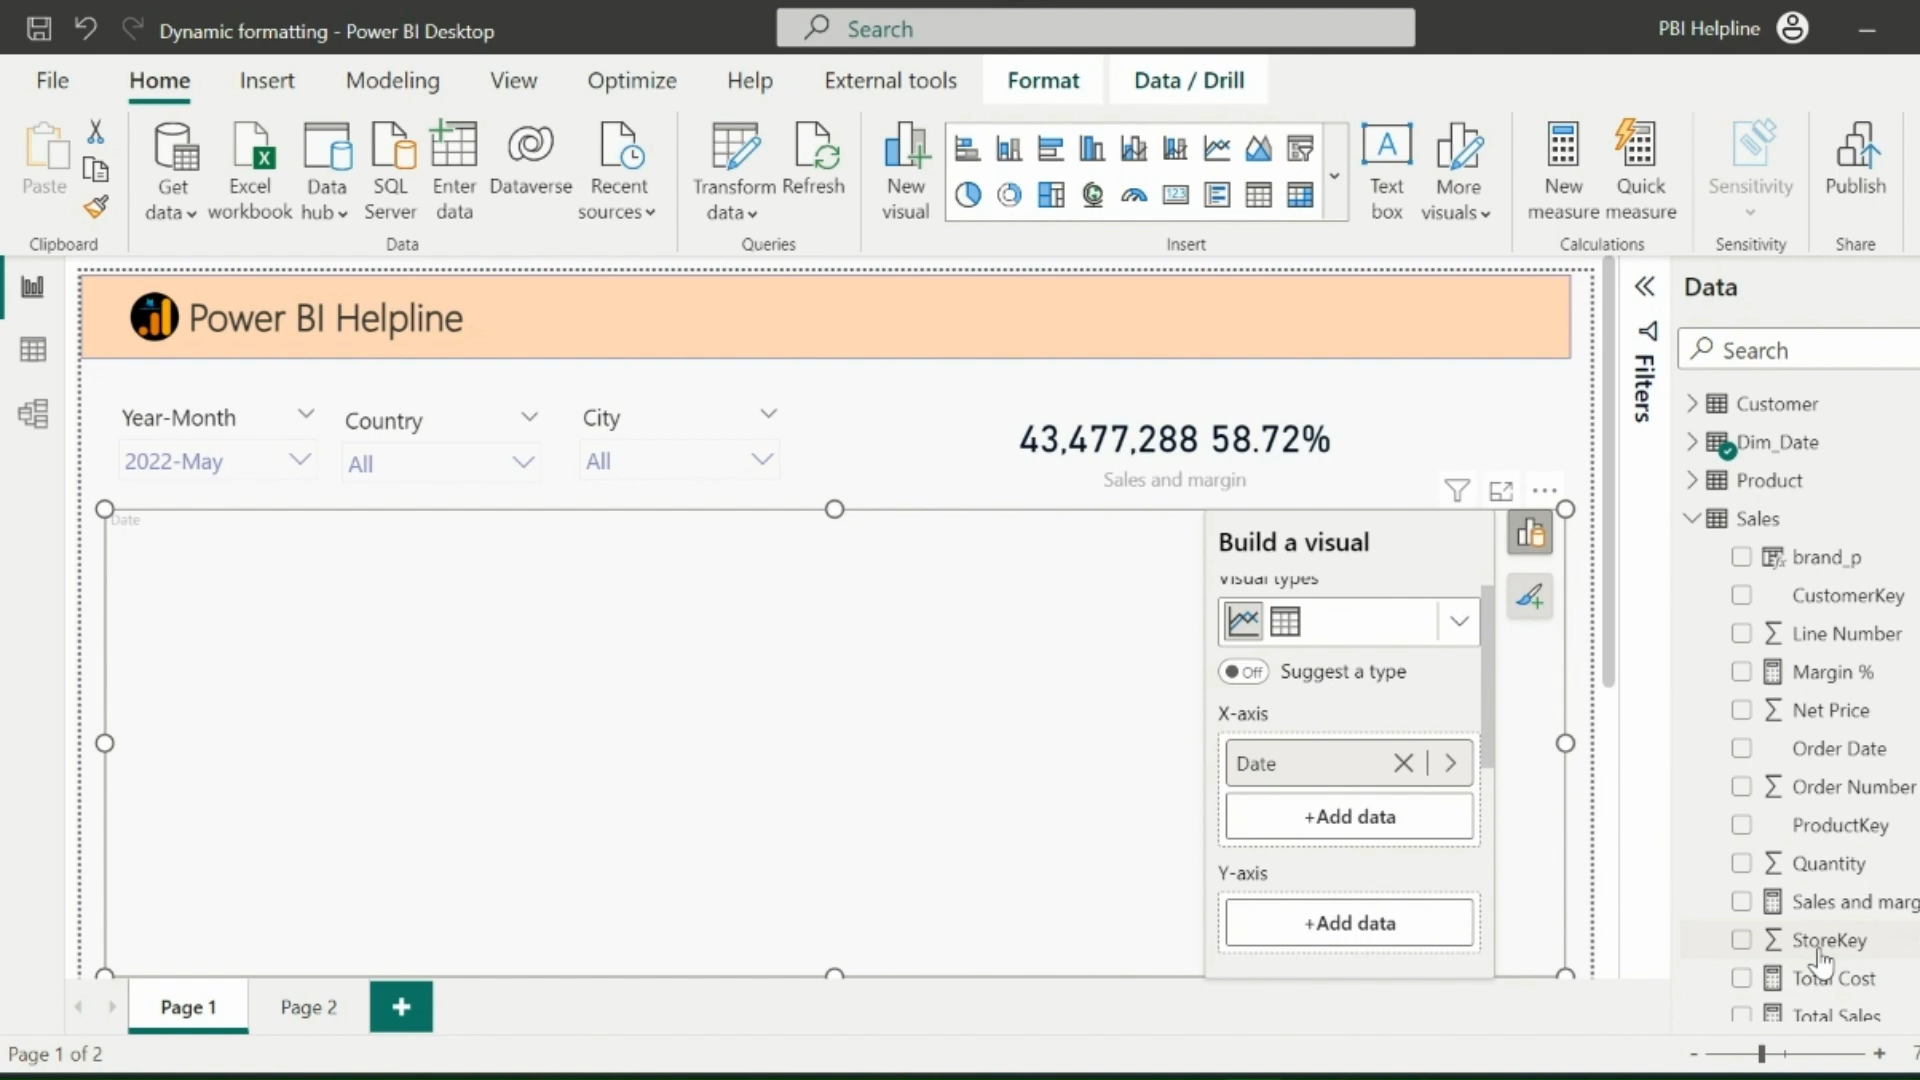 Dynamic formatting - Power BI Desktop
Search
PBI Helpline
File
Home
Insert
Modeling
View
Optimize
Help
External tools
Format
Data / Drill
Paste
Get data
Excel workbook
Data hub
SQL Server
Enter data
Dataverse
Recent sources
Transform data
Refresh
New visual
A
123
Text box
More visuals
New measure
Quick measure
Sensitivity
Publish
Clipboard
Data
Queries
Insert
Calculations
Sensitivity
Share
Power BI Helpline
Year-Month
2022-May
Country
All
City
All
43,477,288 58.72%
Sales and margin
Date
Build a visual
Visual types
Off
Suggest a type
X-axis
Date
+Add data
Y-axis
+Add data
Filters
Data
Search
Customer
Dim_Date
Product
Sales
brand_p
CustomerKey
Line Number
Margin %
Net Price
Order Date
Order Number
ProductKey
Quantity
Sales and marg
StoreKey
Total Cost
Total Sales
Page 1
Page 2
+
Page 1 of 2
-
+
7